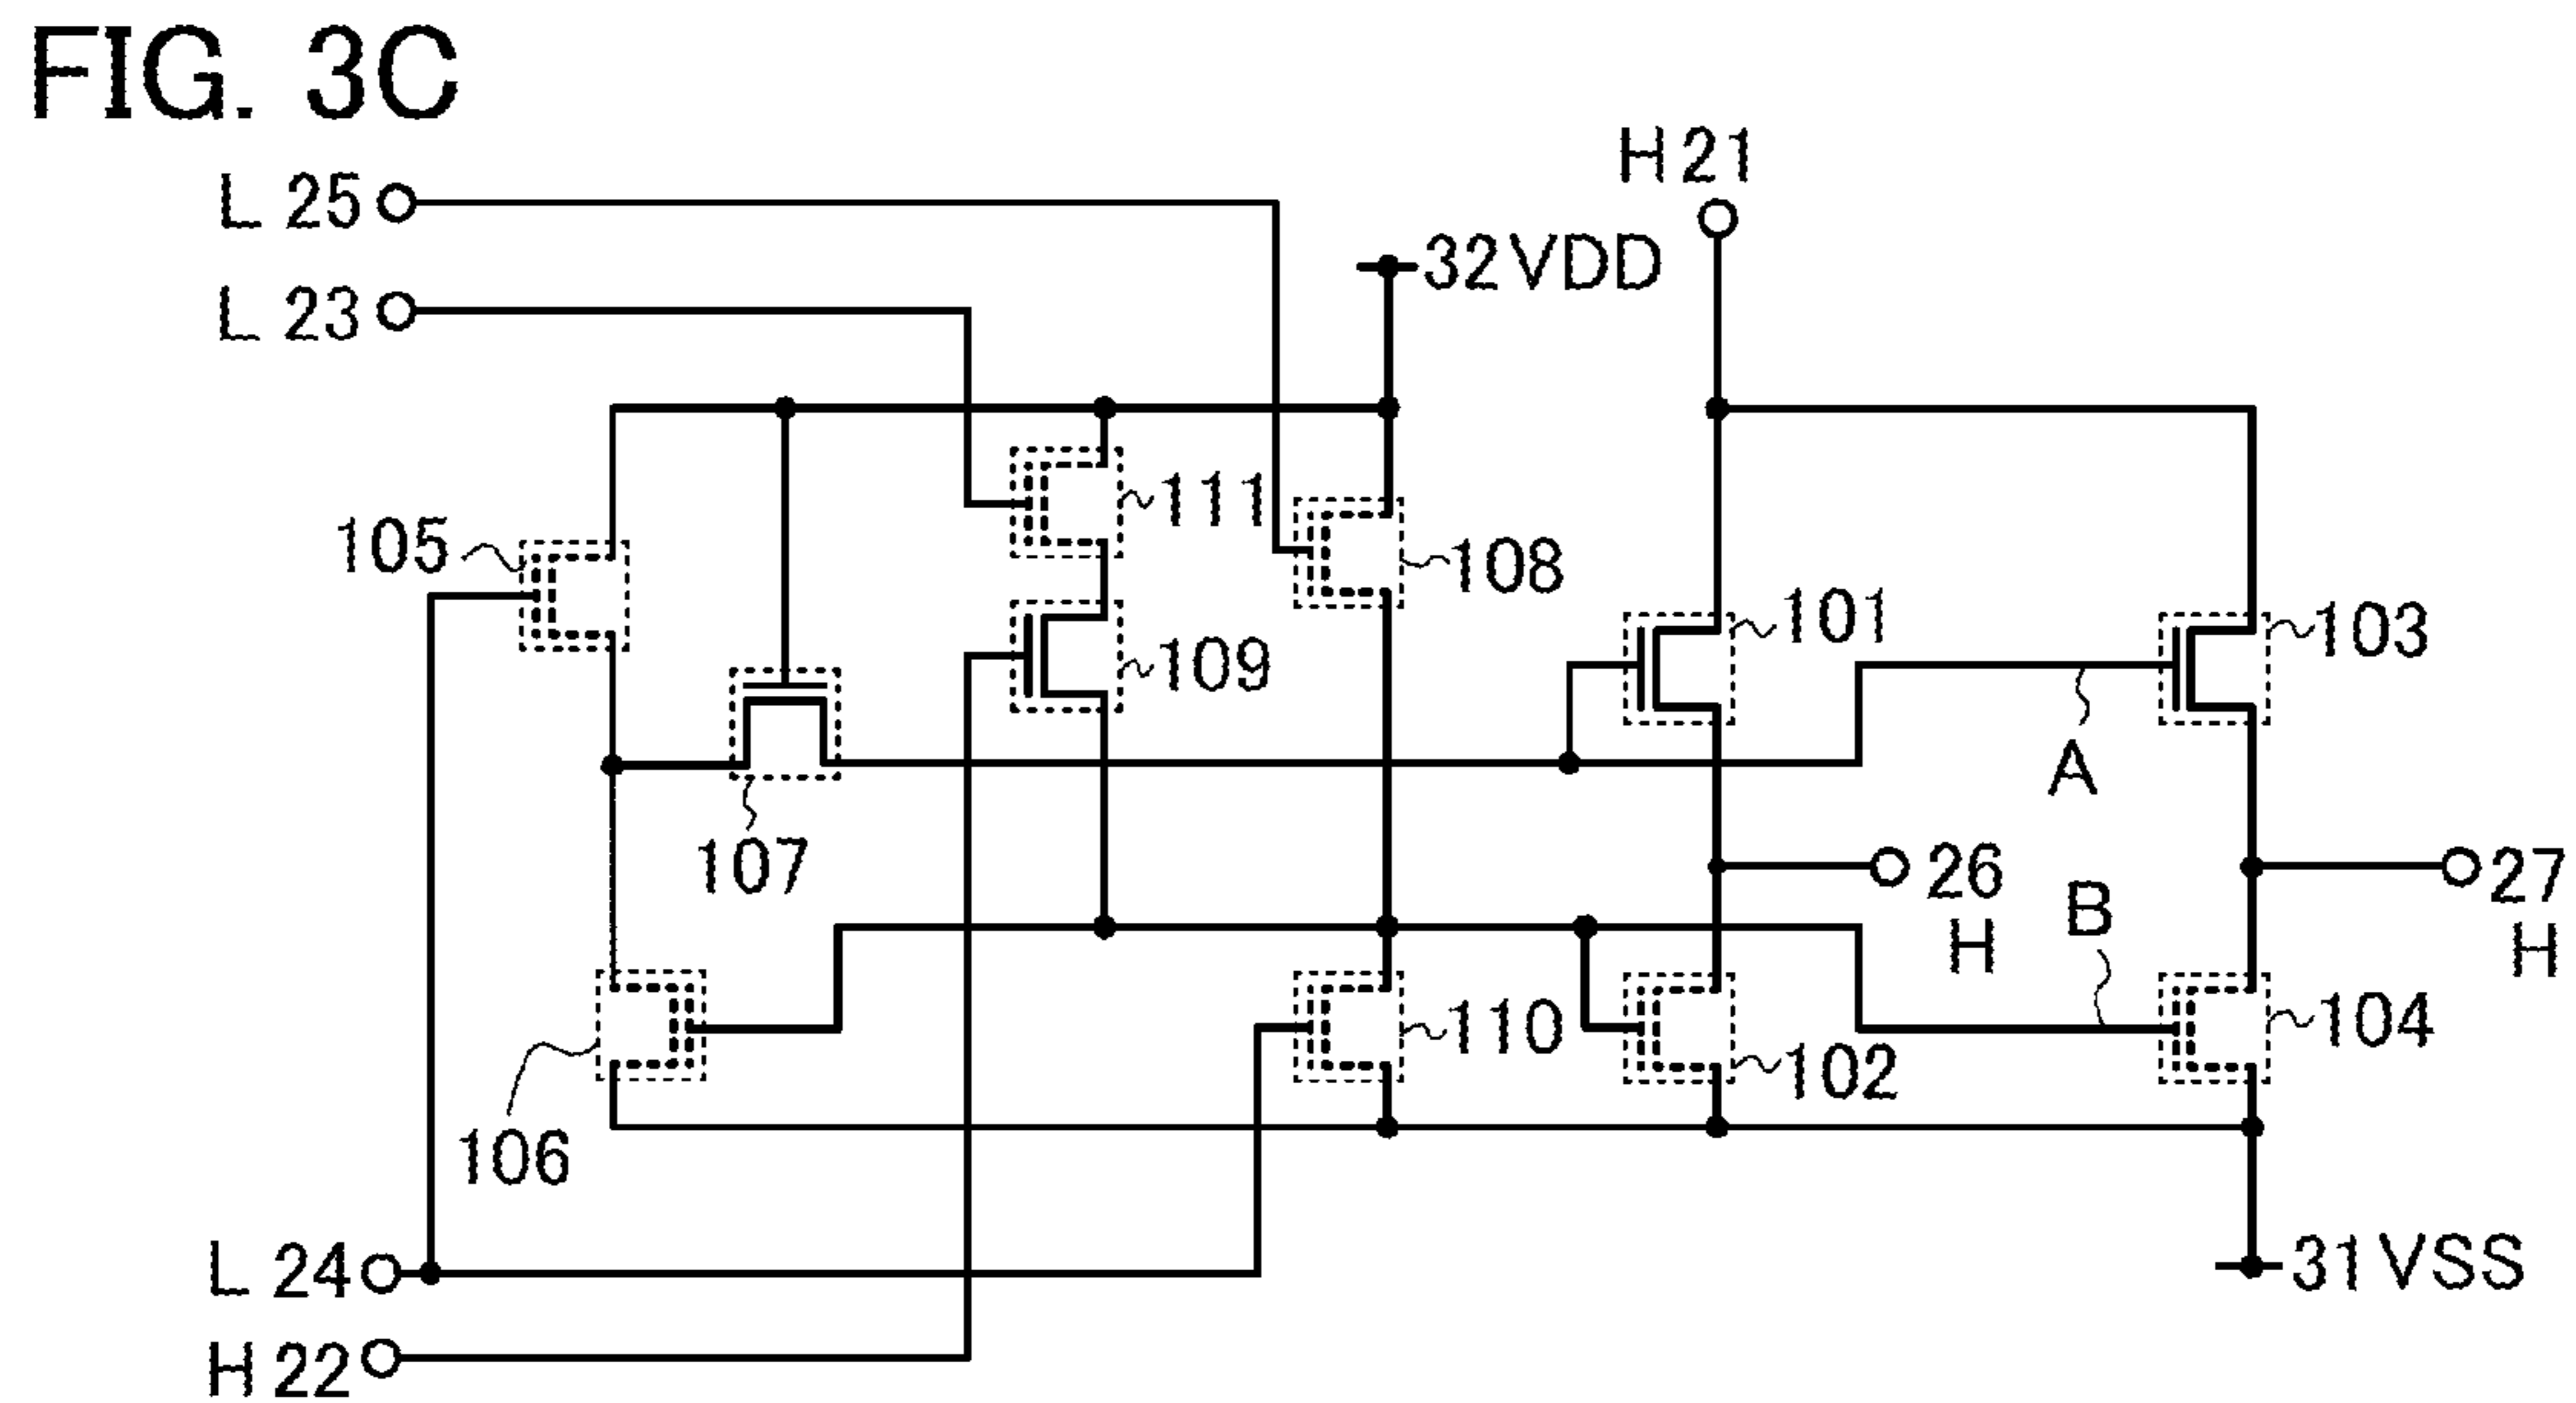 FIG. 3C
H 21
L 25
32 VDD
L 23
111
105
108
101
103
109
A
107
26
H
27
H
B
110
104
102
106
L 24
31 VSS
H 22